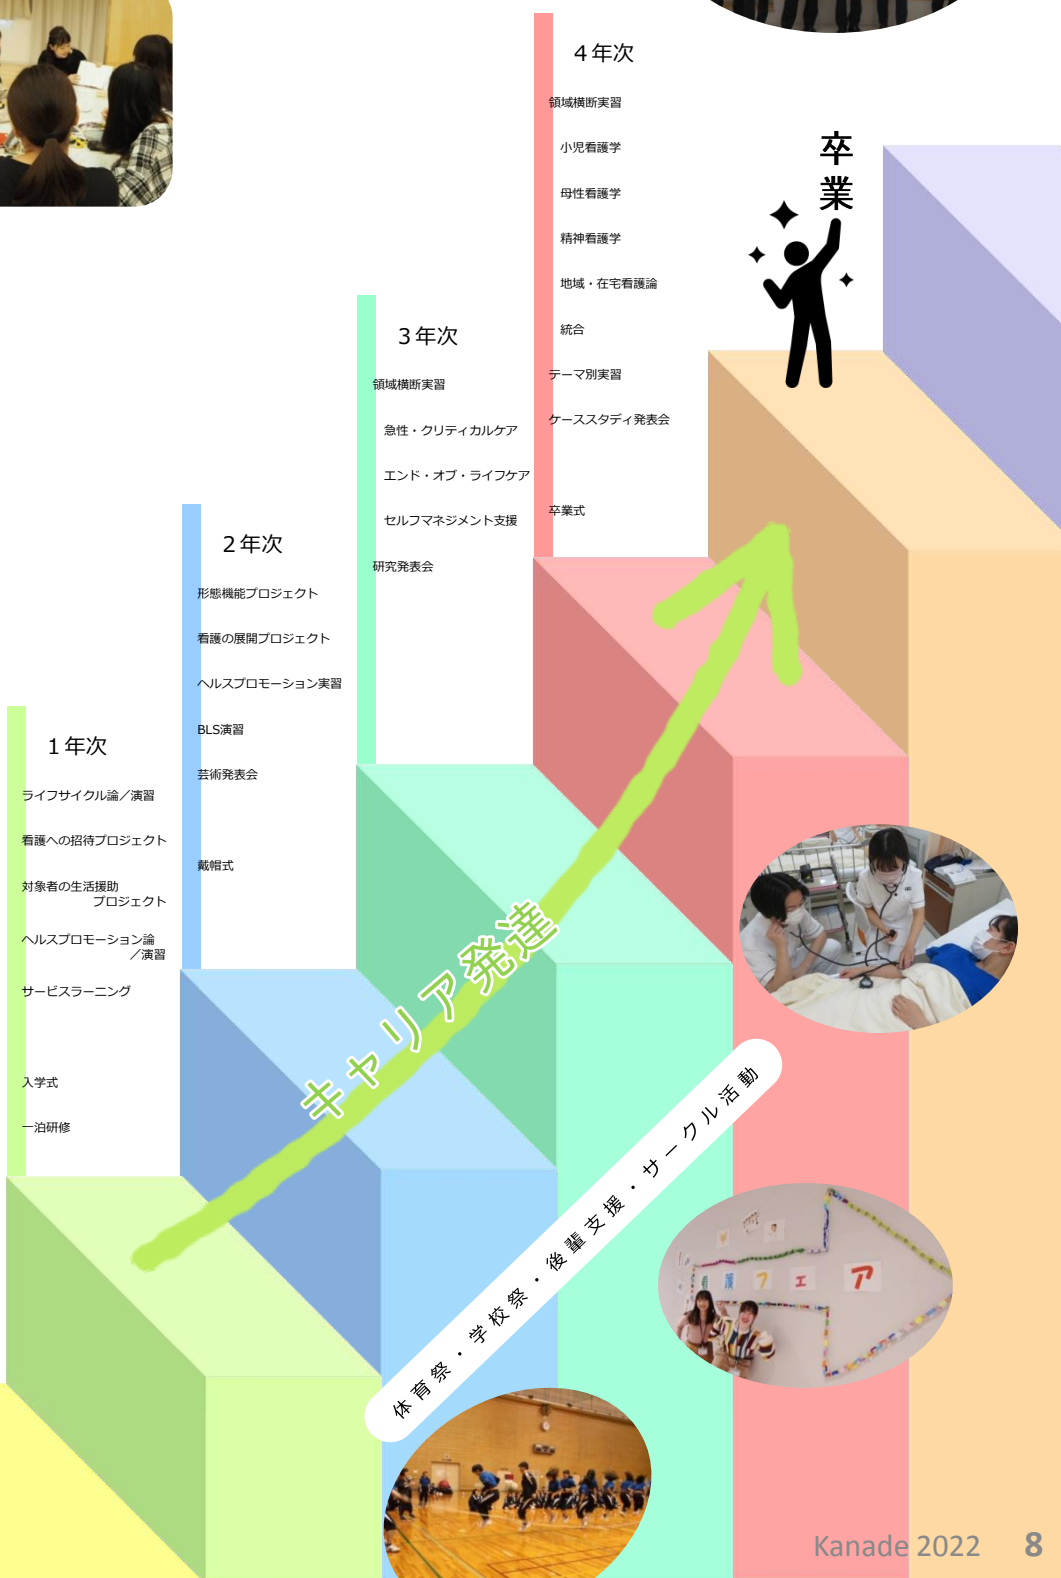 ４年次
領域横断実習
小児看護学
母性看護学
精神看護学
地域・在宅看護論
統合
テーマ別実習
ケーススタディ発表会
卒業式
卒業
３年次
領域横断実習
急性・クリティカルケア
エンド・オブ・ライフケア
セルフマネジメント支援
研究発表会
２年次
形態機能プロジェクト
看護の展開プロジェクト
ヘルスプロモーション実習
BLS演習
芸術発表会
戴帽式
１年次
ライフサイクル論／演習
看護への招待プロジェクト
対象者の生活援助
プロジェクト
ヘルスプロモーション論
／演習
サービスラーニング
入学式
一泊研修
キャリア発達
体育祭・学校祭・後輩支援・サークル活動
看護フェア
Kanade 2022 8